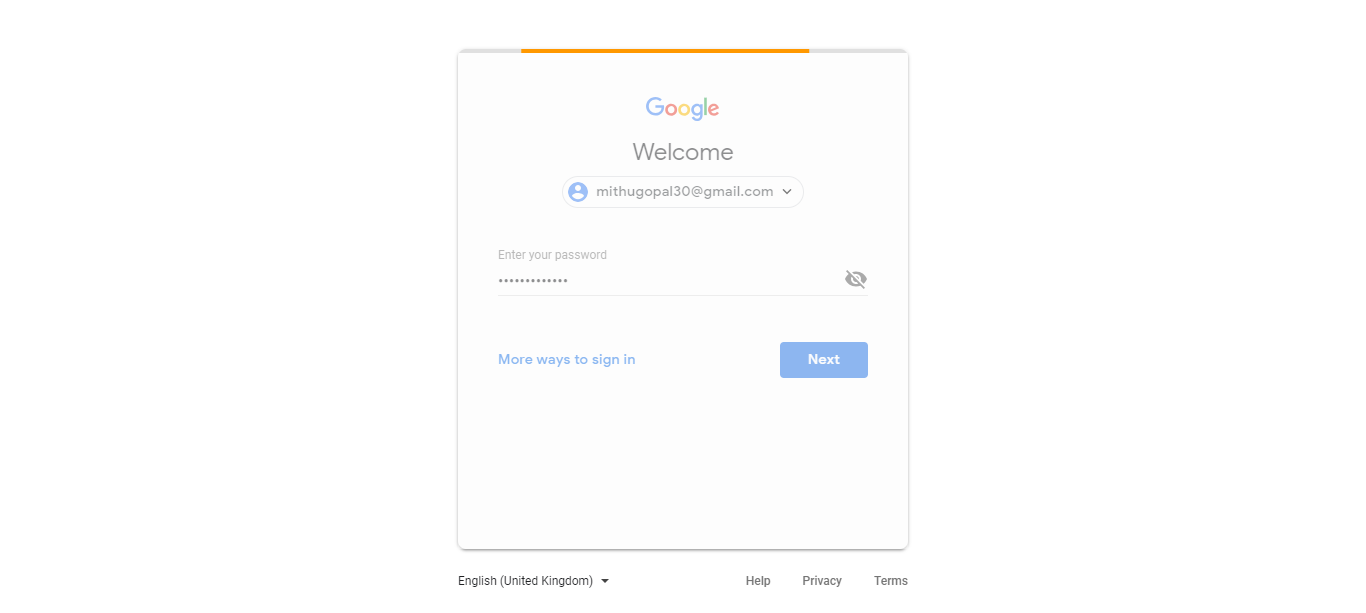 Google
Welcome
mithugopal30@gmail.com
Enter your password
•••••••••••••
More ways to sign in
Next
English (United Kingdom)
Help
Privacy
Terms